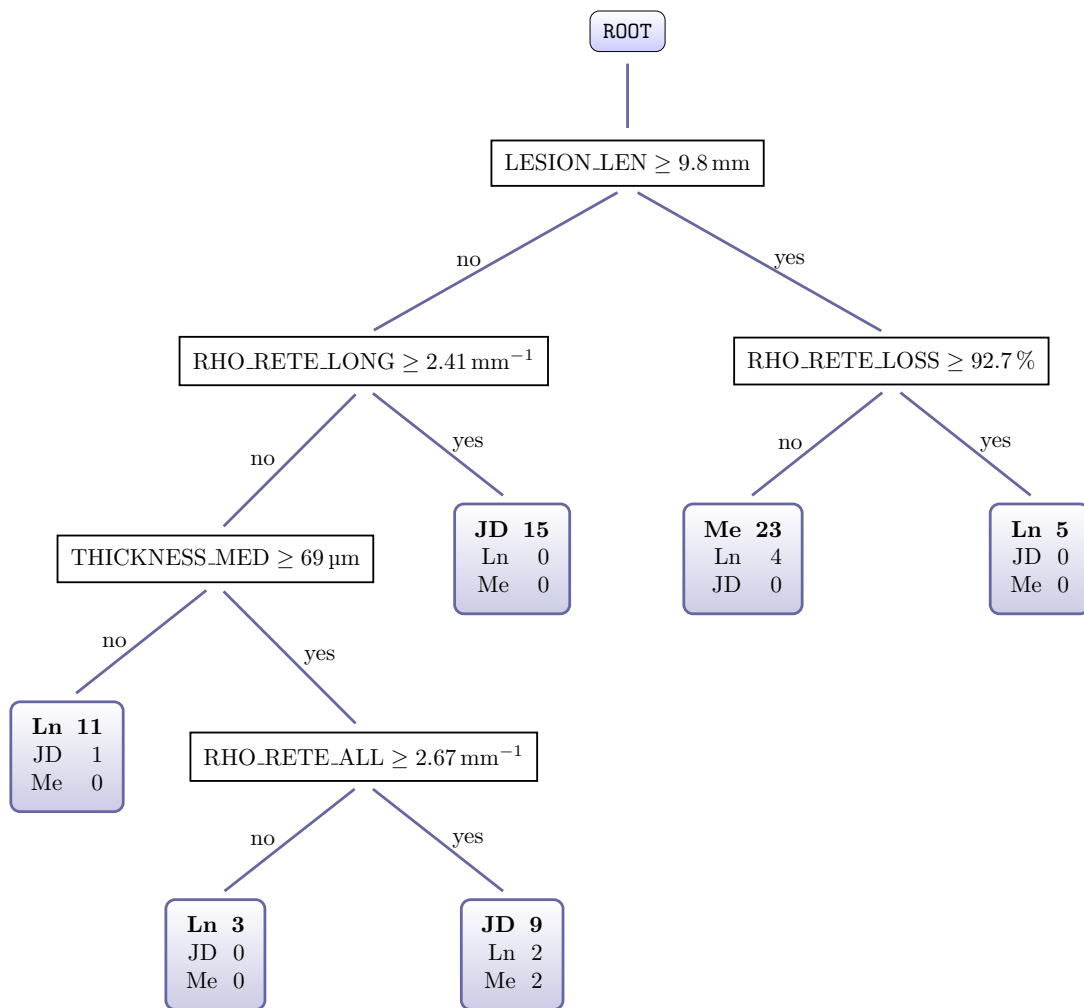 ROOT
LESION_LEN ≥ 9.8 mm
no
yes
RHO_RETE_LONG ≥ 2.41 mm⁻¹
RHO_RETE_LOSS ≥ 92.7 %
no
yes
no
yes
THICKNESS_MED ≥ 69 µm
JD 15
Ln 0
Me 0
Me 23
Ln 4
JD 0
Ln 5
JD 0
Me 0
no
yes
Ln 11
JD 1
Me 0
RHO_RETE_ALL ≥ 2.67 mm⁻¹
no
yes
Ln 3
JD 0
Me 0
JD 9
Ln 2
Me 2